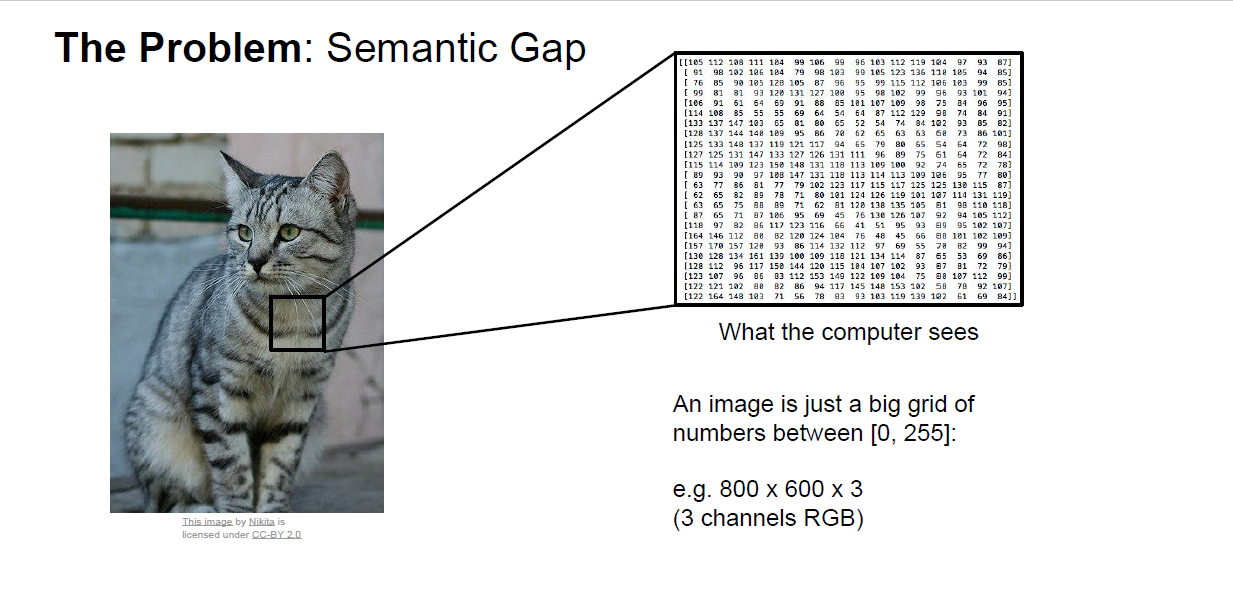 The Problem: Semantic Gap
[[105 112 108 111 104 99 106 99 96 103 112 119 104 97 93 87]
[ 91 98 102 106 104 79 98 103 99 105 123 136 110 105 94 85]
[ 76 85 90 105 128 105 87 96 95 99 115 112 106 103 99 85]
[ 99 81 81 93 120 131 127 100 95 98 102 99 96 93 101 94]
[106 91 61 64 69 91 88 85 101 107 109 98 75 84 96 95]
[114 108 85 55 55 69 64 54 64 87 112 129 98 74 84 91]
[133 137 147 103 65 81 80 65 52 54 74 84 102 93 85 82]
[128 137 144 140 109 95 86 70 62 65 63 63 60 73 86 101]
[125 133 148 137 119 121 117 94 65 79 80 65 54 64 72 98]
[127 125 131 147 133 127 126 131 111 96 89 75 61 64 72 84]
[115 114 109 123 150 148 131 118 113 109 100 92 74 65 72 78]
[ 89 93 90 97 108 147 131 118 113 114 113 109 106 95 77 80]
[ 63 77 86 81 77 79 102 123 117 115 117 125 125 130 115 87]
[ 62 65 82 89 78 71 80 101 124 126 119 101 107 114 131 119]
[ 63 65 75 88 89 71 62 81 120 138 135 105 81 98 110 118]
[ 87 65 71 87 106 95 69 45 76 130 126 107 92 94 105 112]
[118 97 82 86 117 123 116 66 41 51 95 93 89 95 102 107]
[164 146 112 80 82 120 124 104 76 48 45 66 88 101 102 109]
[157 170 157 120 93 86 114 132 112 97 69 55 70 82 99 94]
[130 128 134 161 139 100 109 118 121 134 114 87 65 53 69 86]
[128 112 96 117 150 144 120 115 104 107 102 93 87 81 72 79]
[123 107 96 86 83 112 153 149 122 109 104 75 80 107 112 99]
[122 121 102 80 82 86 94 117 145 148 153 102 58 78 92 107]
[122 164 148 103 71 56 78 83 93 103 119 139 102 61 69 84]]
What the computer sees
An image is just a big grid of
numbers between [0, 255]:
e.g. 800 x 600 x 3
(3 channels RGB)
This image by Nikita is
licensed under CC-BY 2.0